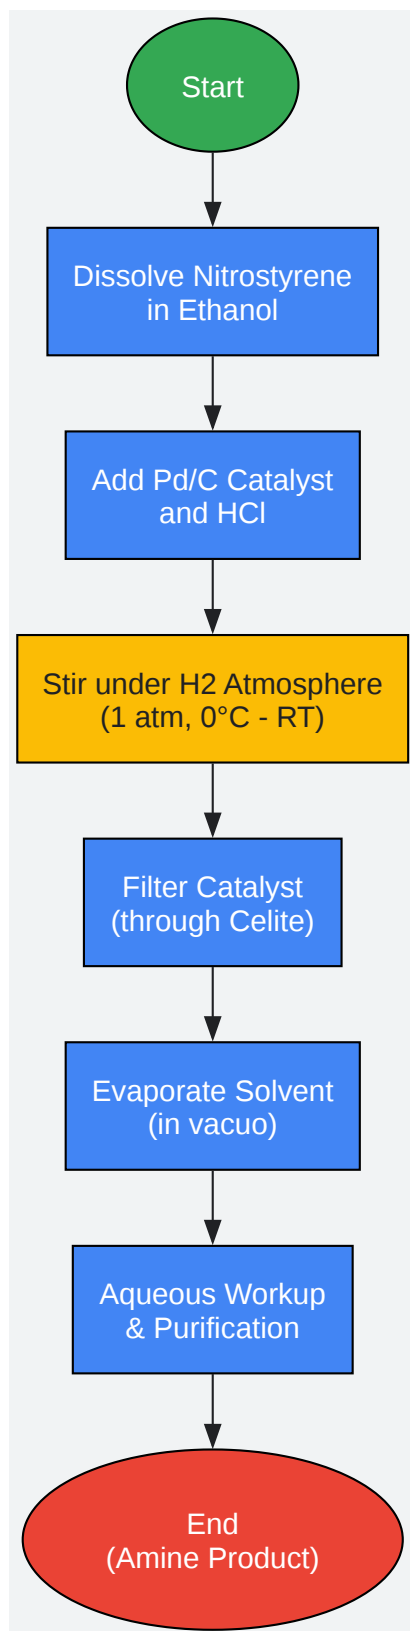 Start
Dissolve Nitrostyrene
in Ethanol
Add Pd/C Catalyst
and HCl
Stir under H2 Atmosphere
(1 atm, 0°C - RT)
Filter Catalyst
(through Celite)
Evaporate Solvent
(in vacuo)
Aqueous Workup
& Purification
End
(Amine Product)